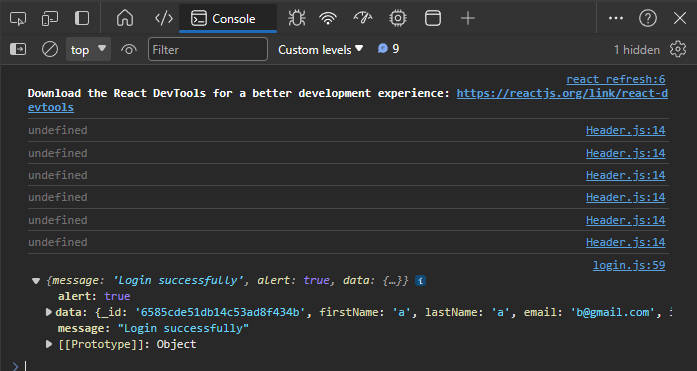 Console
top
Filter
Custom levels
9
1 hidden
react refresh:6
Download the React DevTools for a better development experience: https://reactjs.org/link/react-d
evtools
undefined Header.js:14
undefined Header.js:14
undefined Header.js:14
undefined Header.js:14
undefined Header.js:14
undefined Header.js:14
login.js:59
{message: 'Login successfully', alert: true, data: {…}} i
alert: true
data: {_id: '6585cde51db14c53ad8f434b', firstName: 'a', lastName: 'a', email: 'b@gmail.com',
message: "Login successfully"
[[Prototype]]: Object